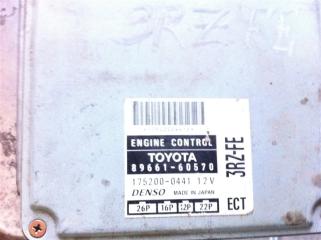 3RZ-FE
ENGINE CONTROL
TOYOTA
89661-60570
175200-0441 12V
DENSO MADE IN JAPAN
26P 16P 12P 22P
ECT
3RZ-FE